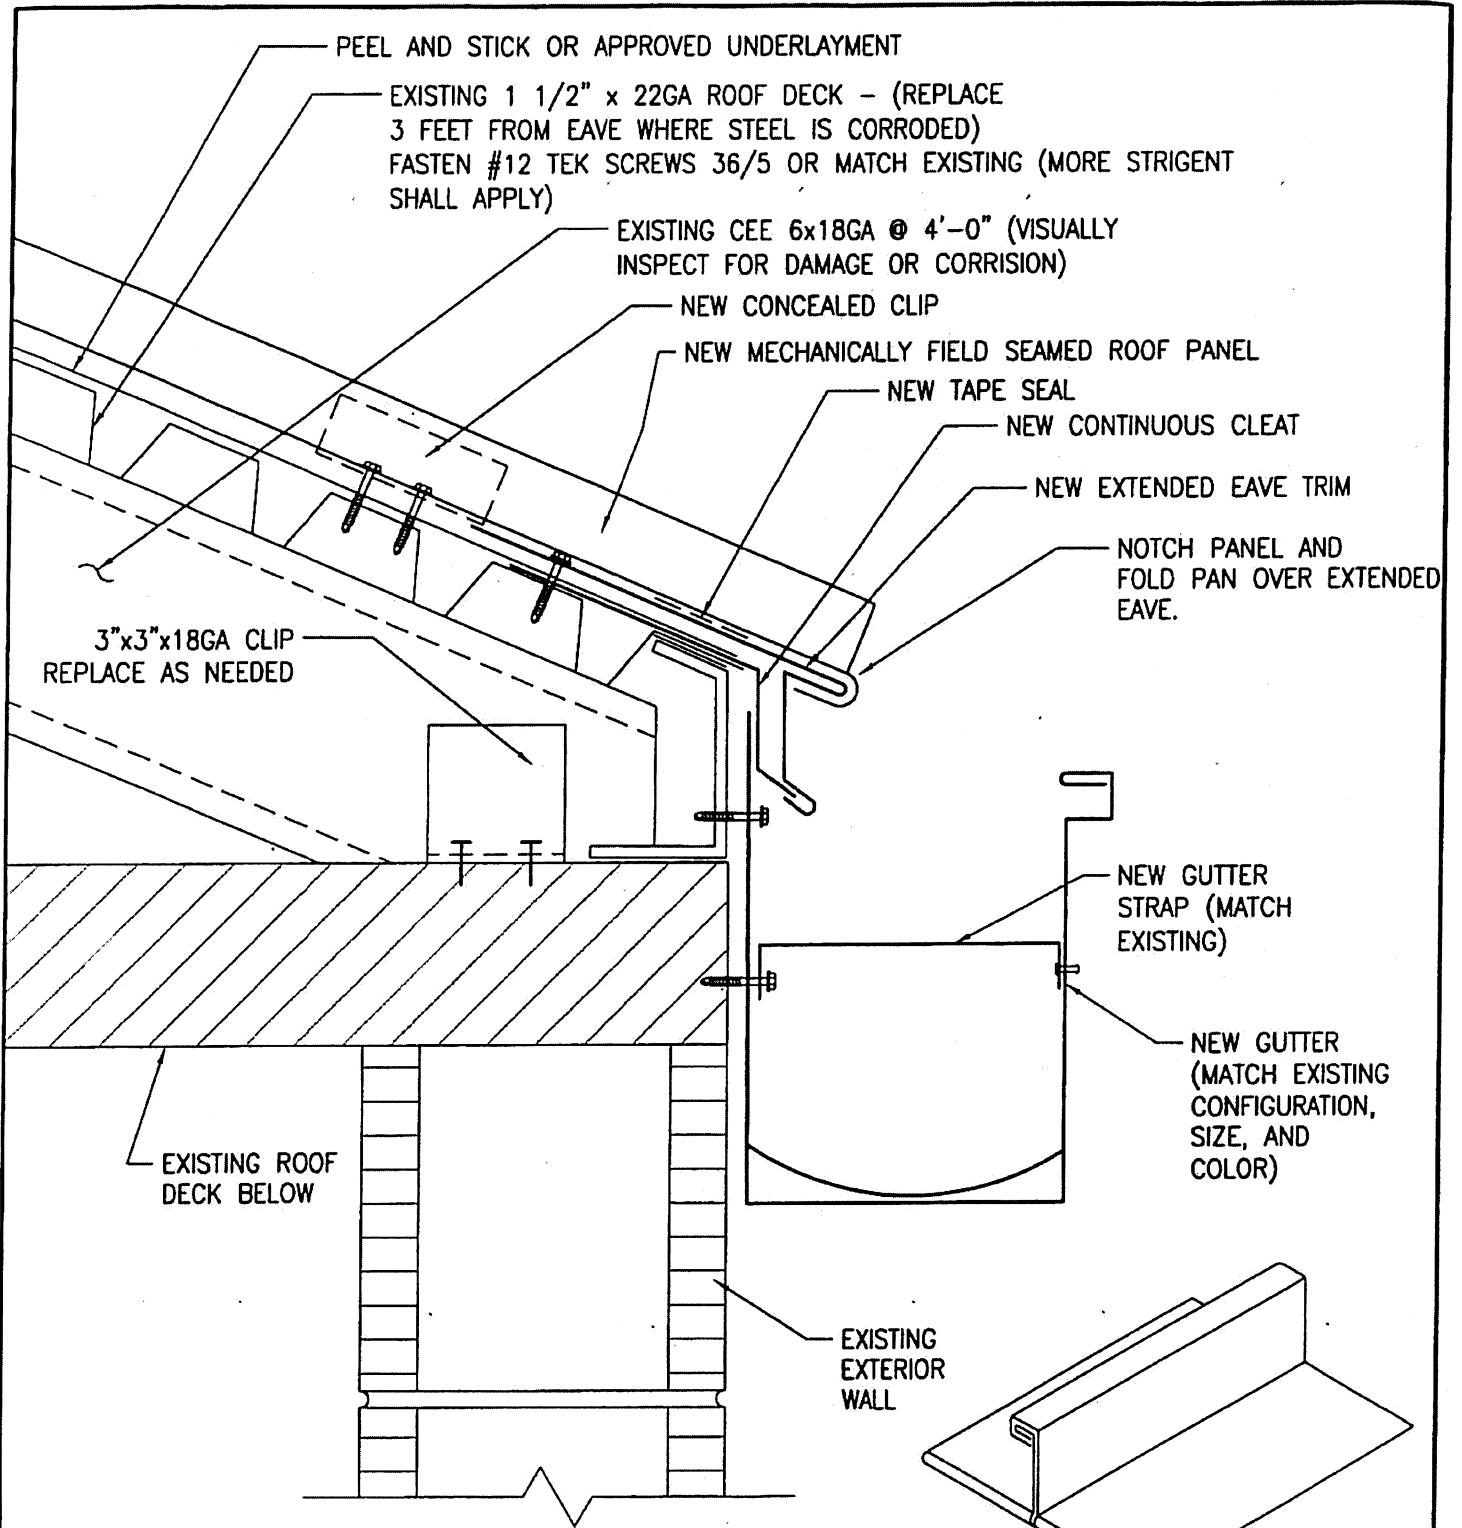 PEEL AND STICK OR APPROVED UNDERLAYMENT
EXISTING 1 1/2" x 22GA ROOF DECK - (REPLACE
3 FEET FROM EAVE WHERE STEEL IS CORRODED)
FASTEN #12 TEK SCREWS 36/5 OR MATCH EXISTING (MORE STRIGENT
SHALL APPLY)
EXISTING CEE 6x18GA @ 4'-0" (VISUALLY
INSPECT FOR DAMAGE OR CORRISION)
NEW CONCEALED CLIP
NEW MECHANICALLY FIELD SEAMED ROOF PANEL
NEW TAPE SEAL
NEW CONTINUOUS CLEAT
NEW EXTENDED EAVE TRIM
NOTCH PANEL AND
FOLD PAN OVER EXTENDED
EAVE.
3"x3"x18GA CLIP
REPLACE AS NEEDED
NEW GUTTER
STRAP (MATCH
EXISTING)
NEW GUTTER
(MATCH EXISTING
CONFIGURATION,
SIZE, AND
COLOR)
EXISTING ROOF
DECK BELOW
EXISTING
EXTERIOR
WALL